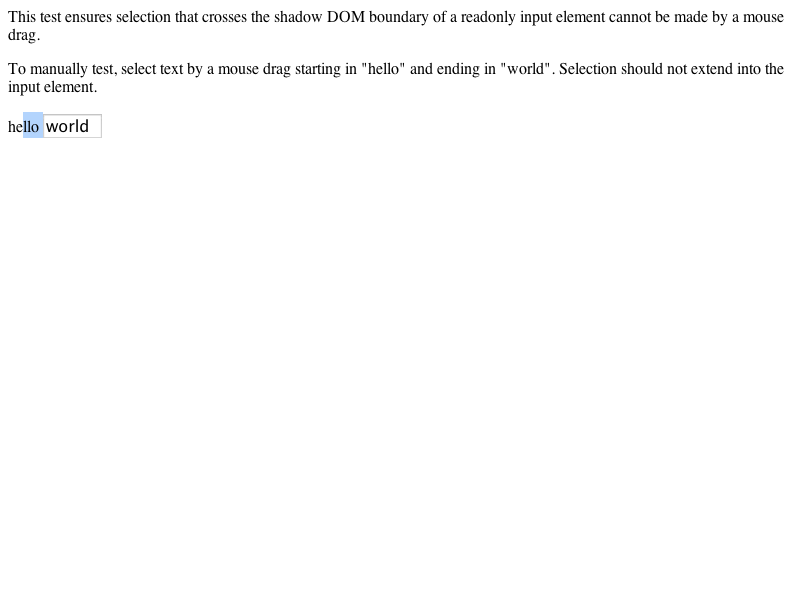 This test ensures selection that crosses the shadow DOM boundary of a readonly input element cannot be made by a mouse
drag.
To manually test, select text by a mouse drag starting in "hello" and ending in "world". Selection should not extend into the
input element.
hello world